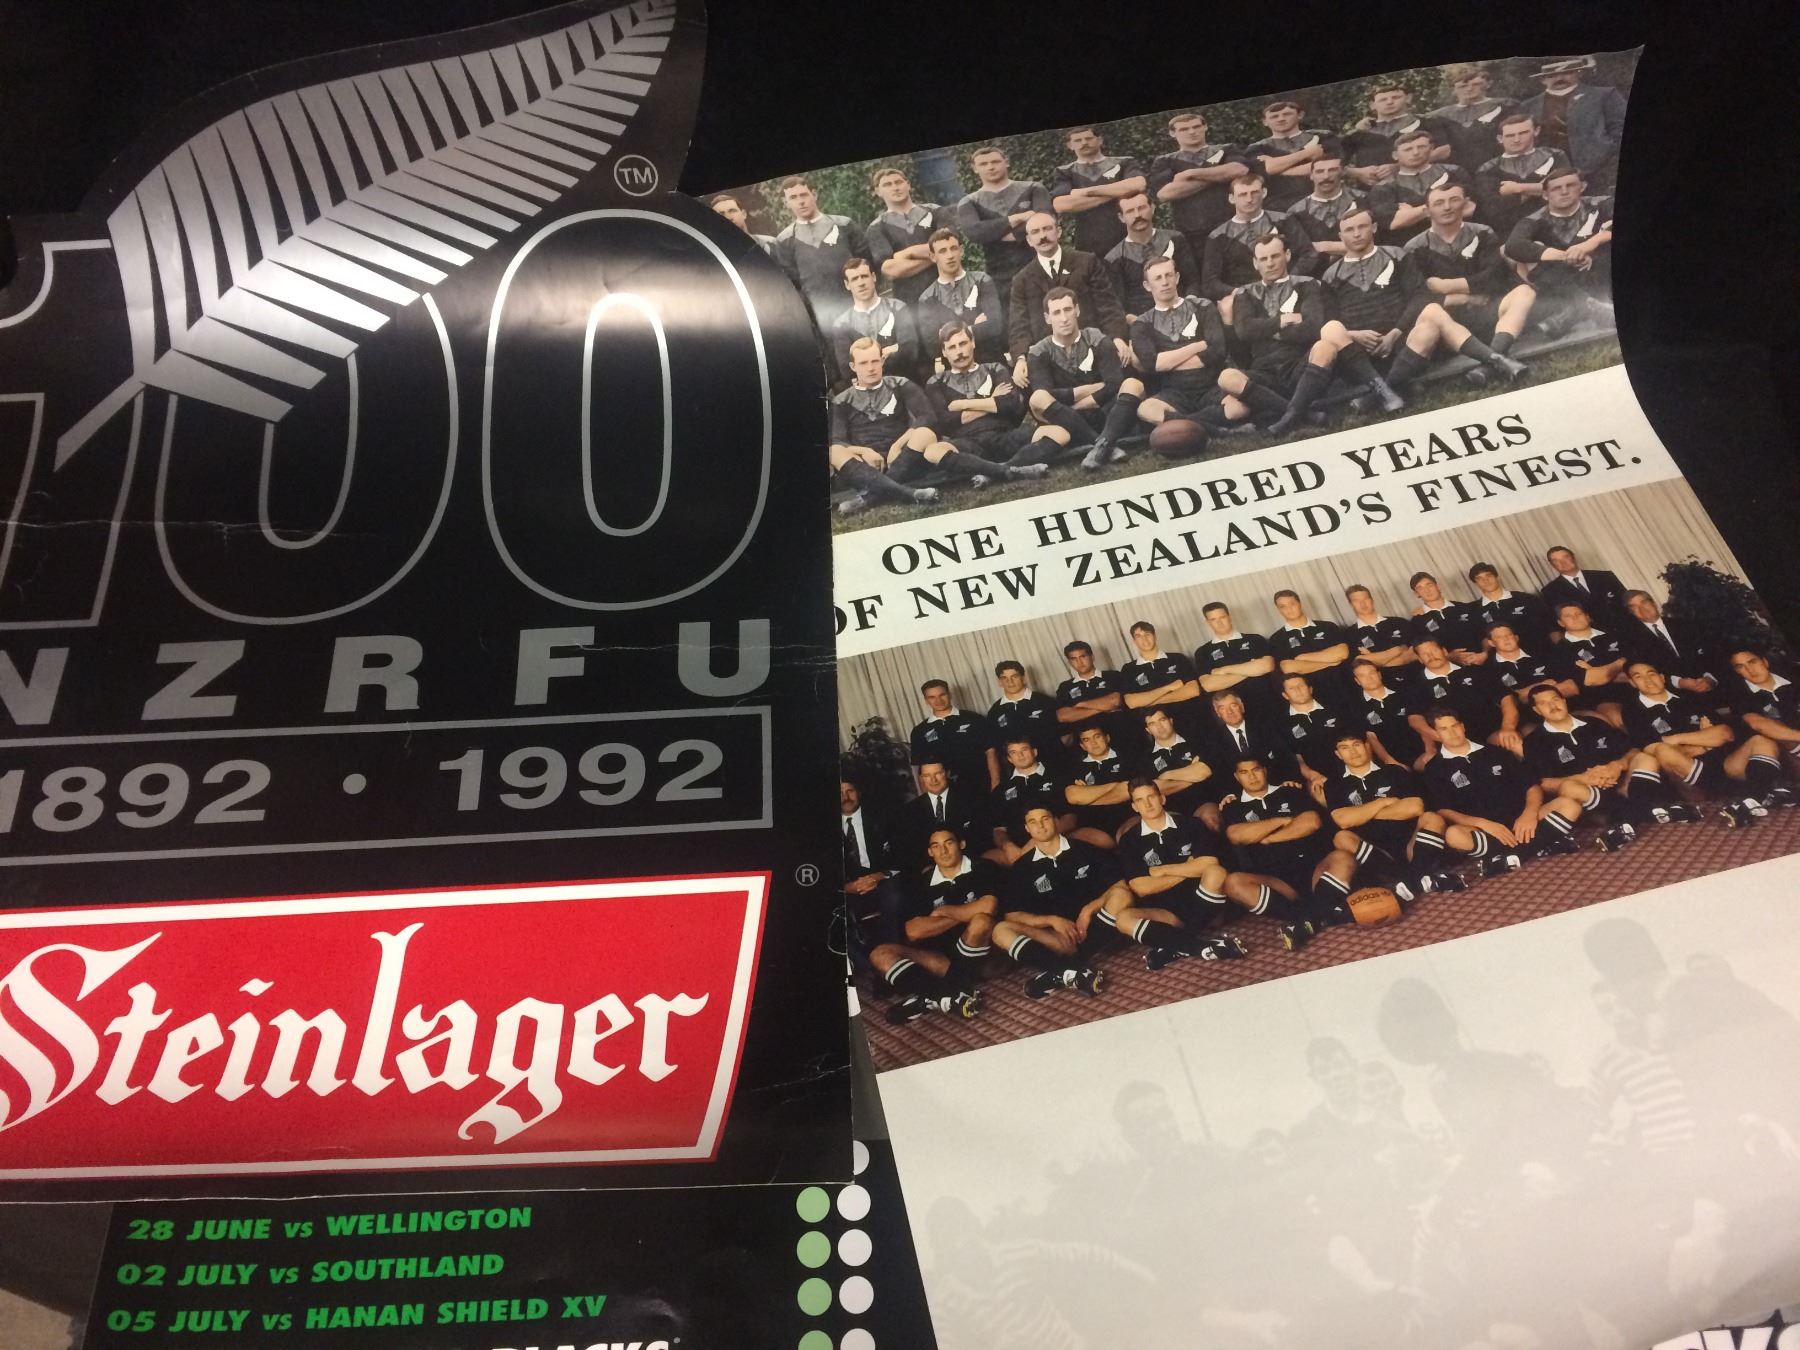 TM
100
NZRFU
1892 • 1992
®
Steinlager
28 JUNE vs WELLINGTON
02 JULY vs SOUTHLAND
05 JULY vs HANAN SHIELD XV
ONE HUNDRED YEARS
OF NEW ZEALAND'S FINEST.
adidas